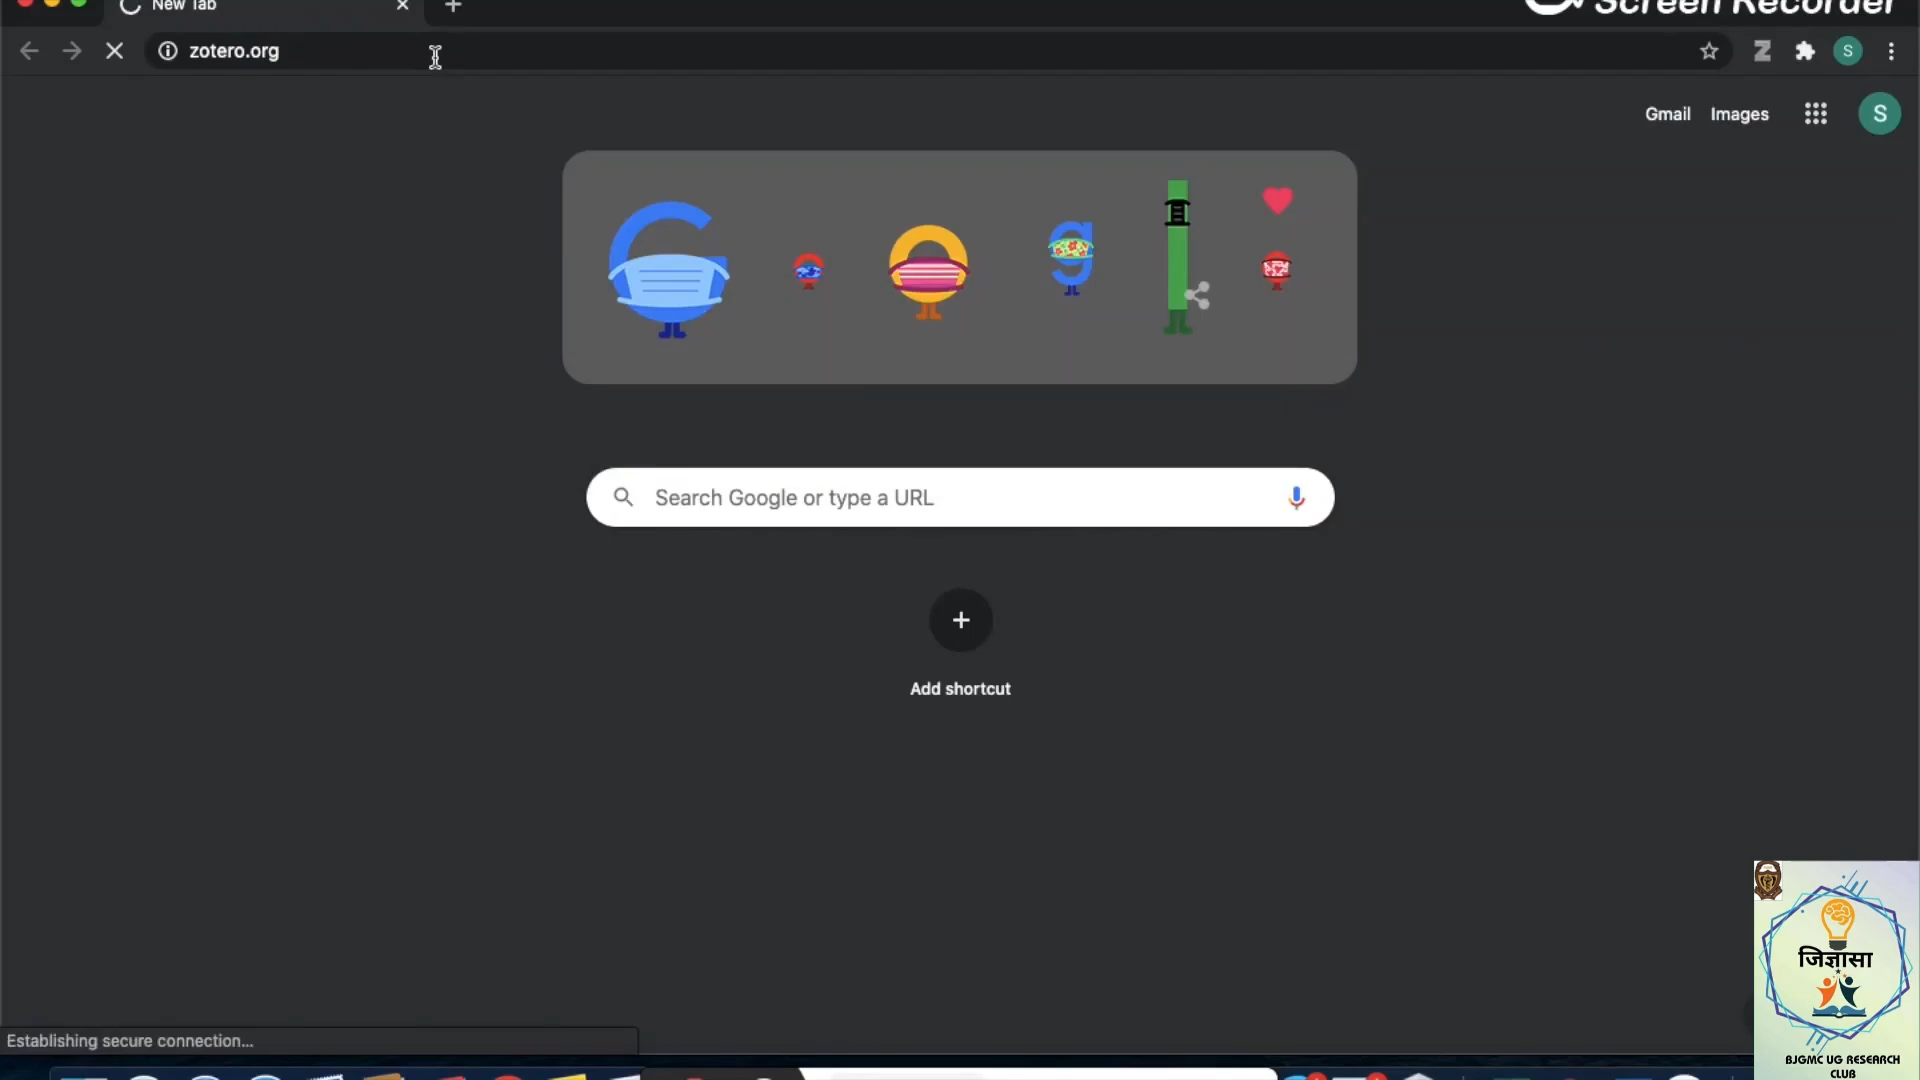 New Tab
Screen Recorder
zotero.org
S
Gmail
Images
S
Search Google or type a URL
Add shortcut
Establishing secure connection...
जिज्ञासा
BJGMC UG RESEARCH
CLUB